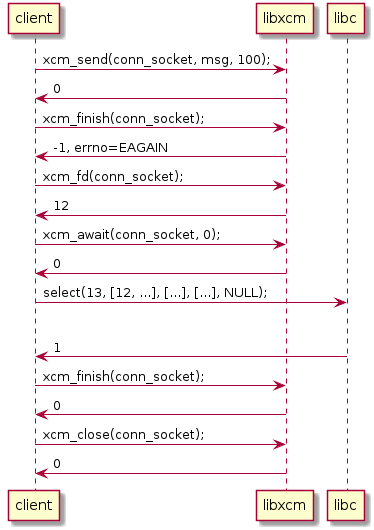 client libxcm libc
xcm_send(conn_socket, msg, 100);
0
xcm_finish(conn_socket);
-1, errno=EAGAIN
xcm_fd(conn_socket);
12
xcm_await(conn_socket, 0);
0
select(13, [12, ...], [...], [...], NULL);
1
xcm_finish(conn_socket);
0
xcm_close(conn_socket);
0
client libxcm libc